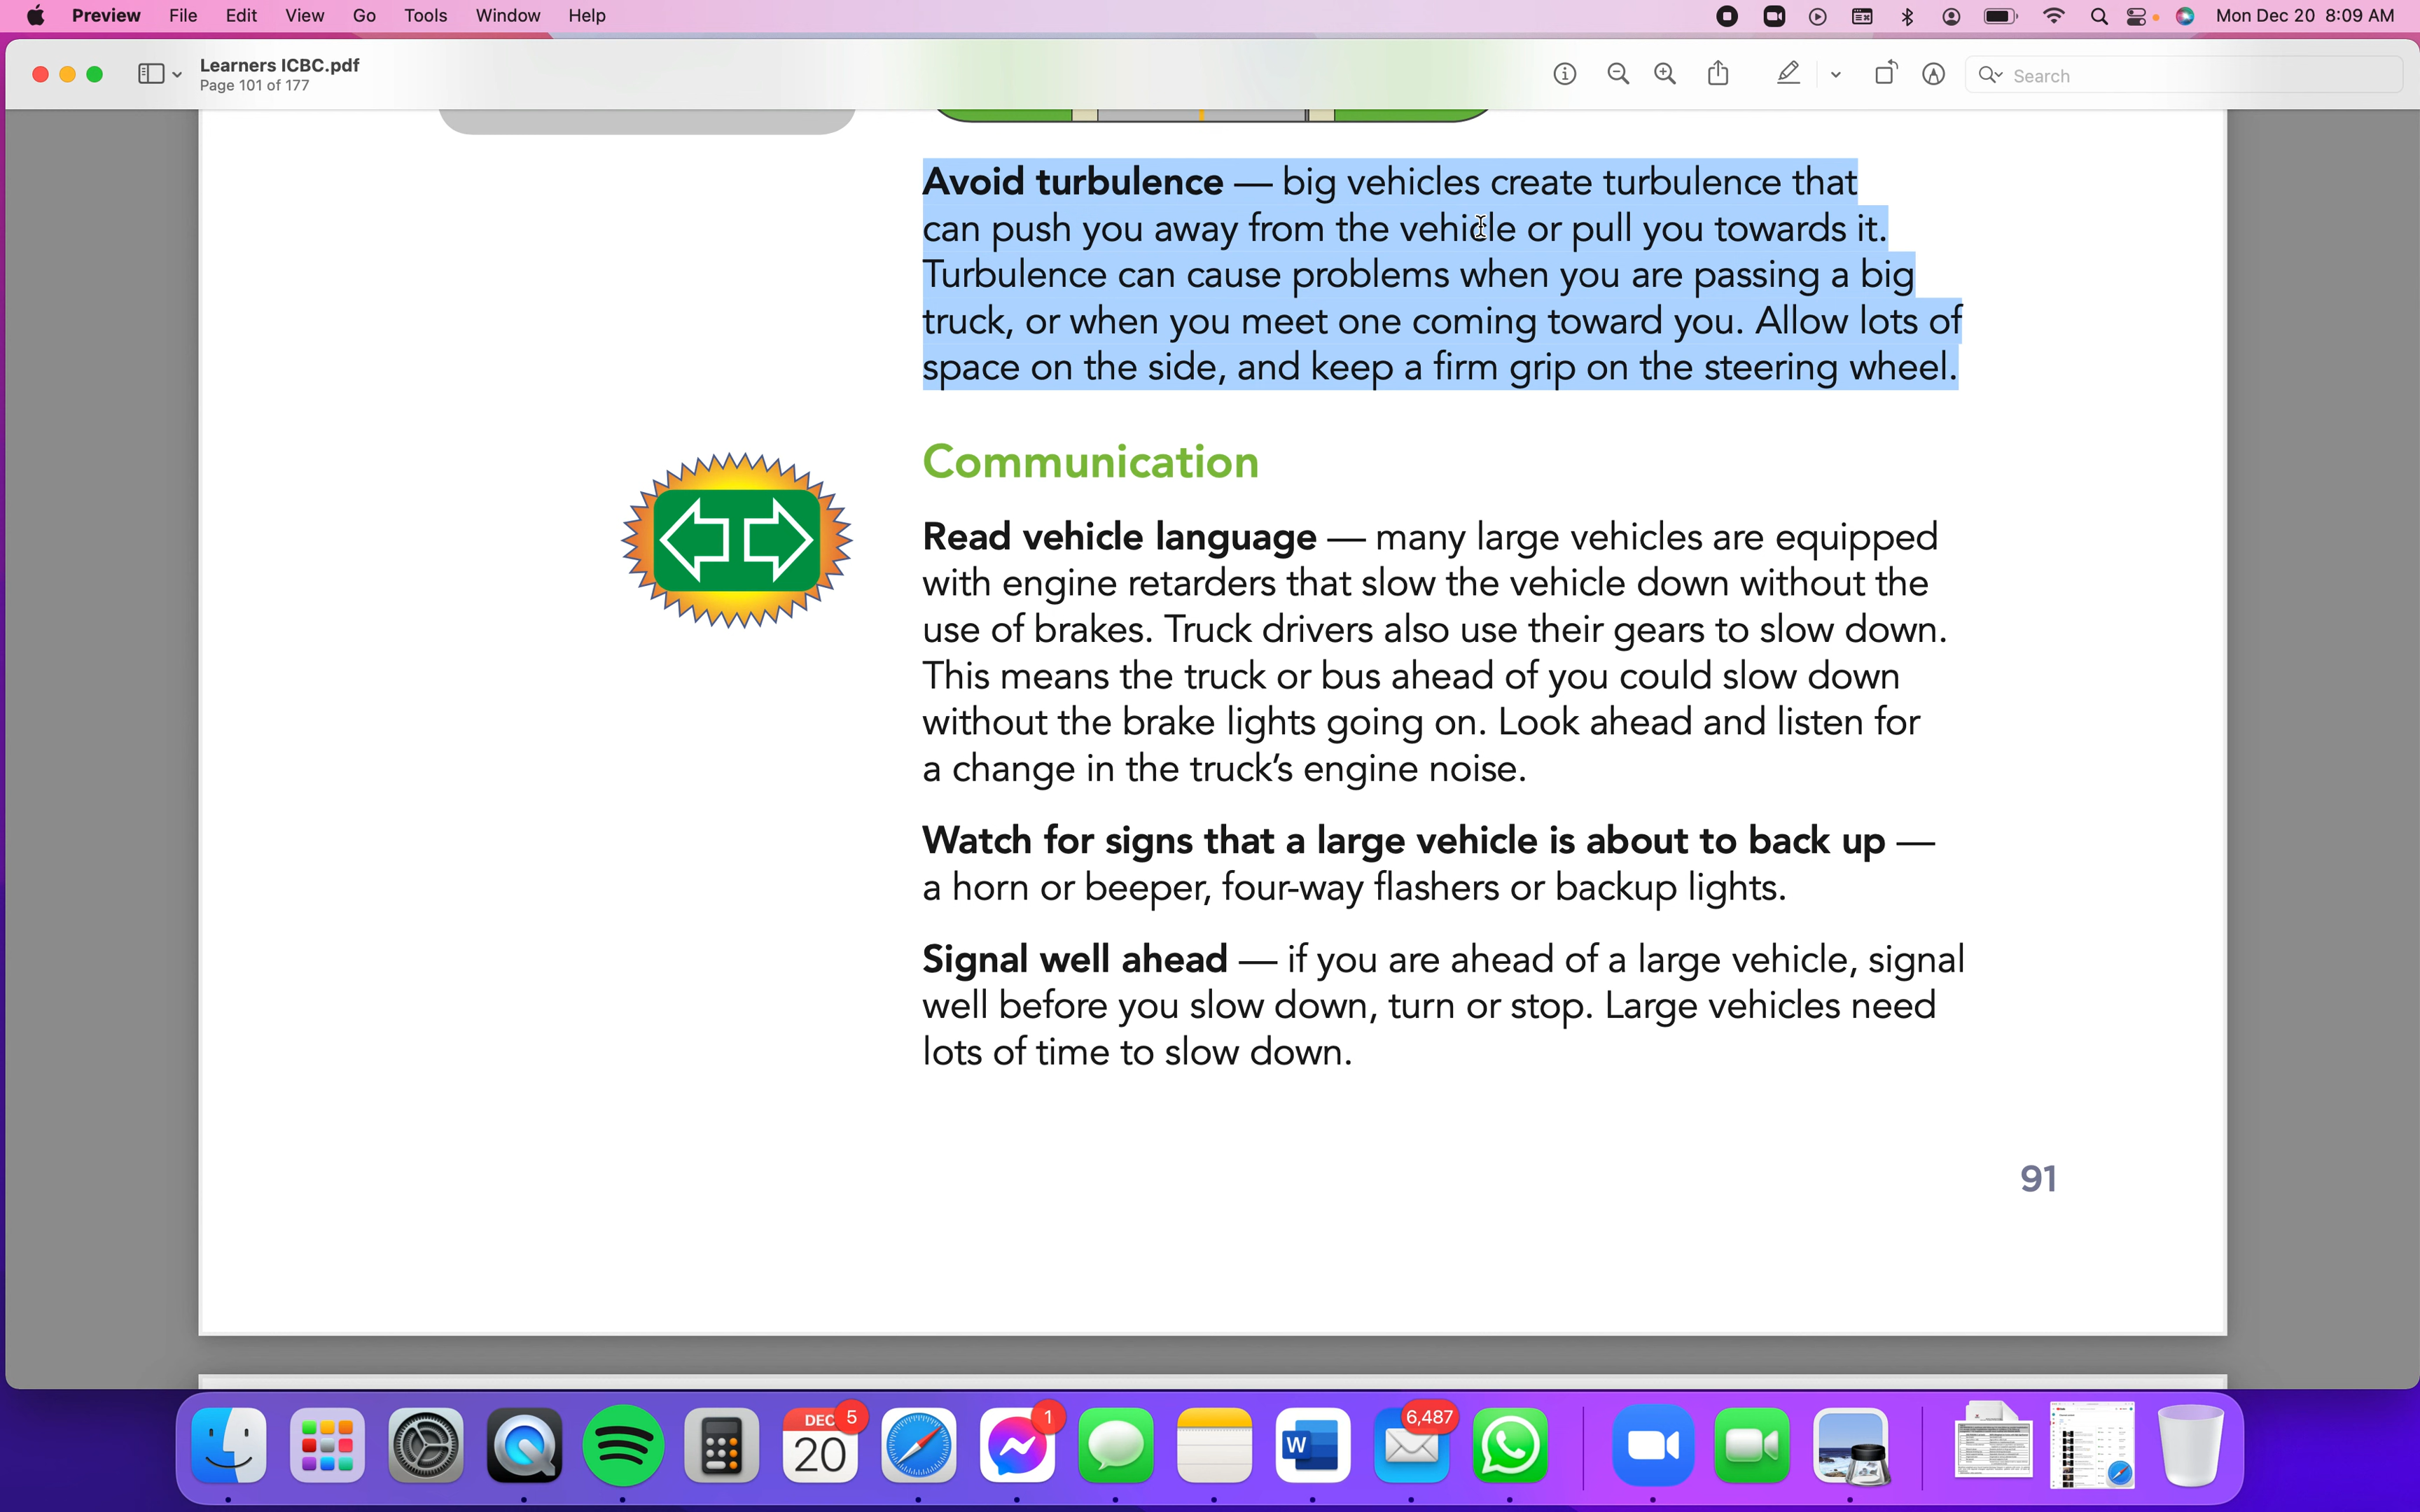 Preview File Edit View Go Tools Window Help
Mon Dec 20 8:09 AM
Learners ICBC.pdf
Page 101 of 177
Search
Avoid turbulence — big vehicles create turbulence that
can push you away from the vehicle or pull you towards it.
Turbulence can cause problems when you are passing a big
truck, or when you meet one coming toward you. Allow lots of
space on the side, and keep a firm grip on the steering wheel.
Communication
Read vehicle language — many large vehicles are equipped
with engine retarders that slow the vehicle down without the
use of brakes. Truck drivers also use their gears to slow down.
This means the truck or bus ahead of you could slow down
without the brake lights going on. Look ahead and listen for
a change in the truck’s engine noise.
Watch for signs that a large vehicle is about to back up —
a horn or beeper, four-way flashers or backup lights.
Signal well ahead — if you are ahead of a large vehicle, signal
well before you slow down, turn or stop. Large vehicles need
lots of time to slow down.
91
DEC 5
20
1
W
6,487